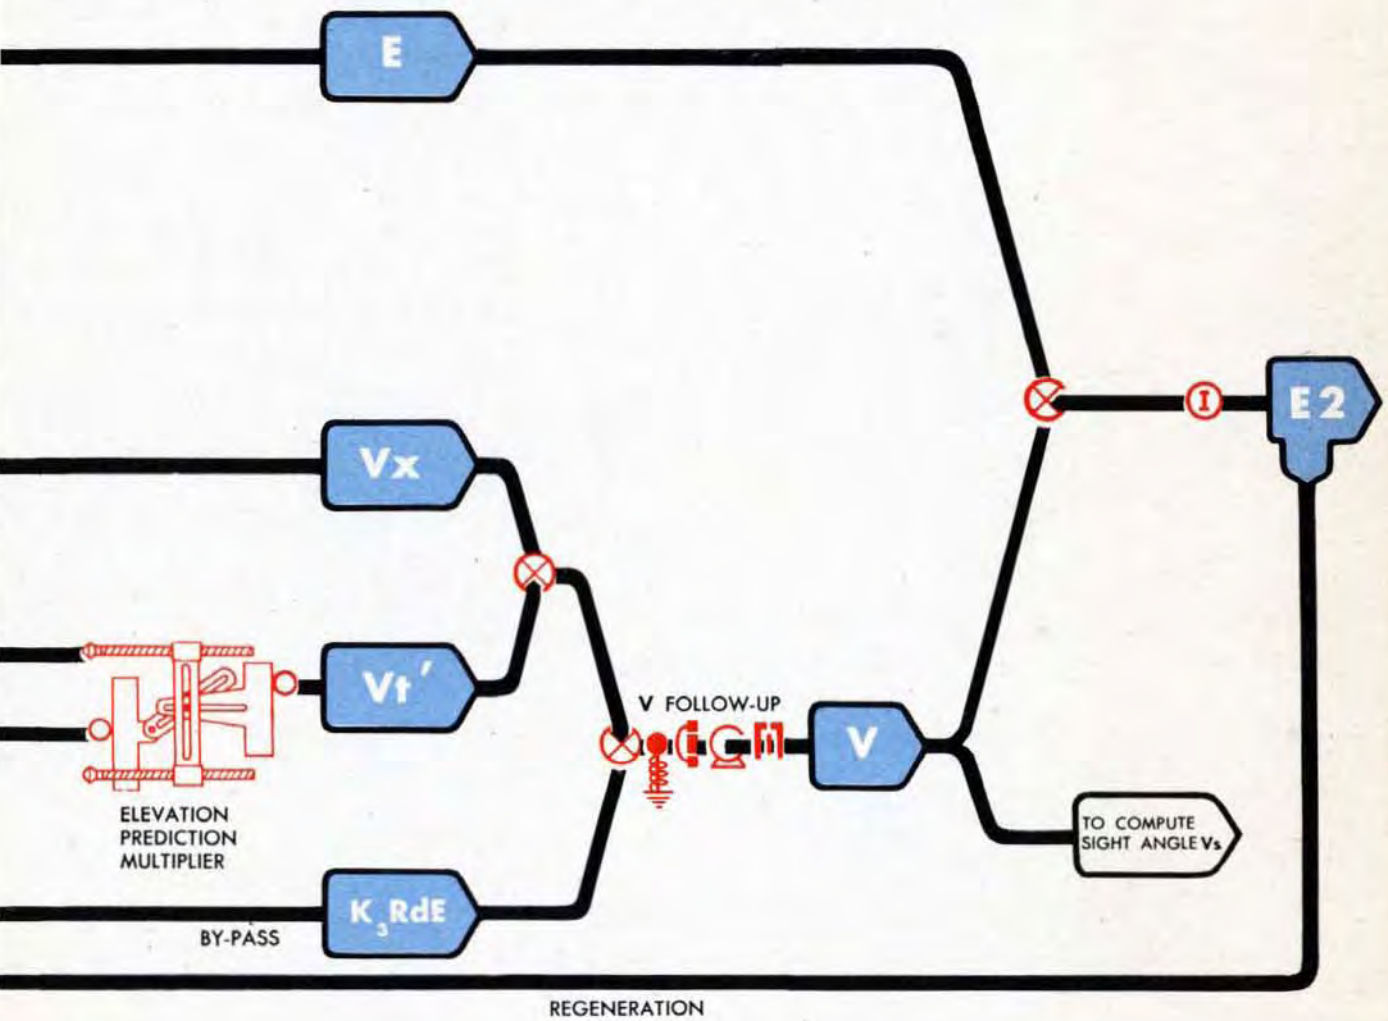 E
Vx
I
E2
Vt′
V FOLLOW-UP
V
TO COMPUTE
SIGHT ANGLE Vs
ELEVATION
PREDICTION
MULTIPLIER
K₃RdE
BY-PASS
REGENERATION